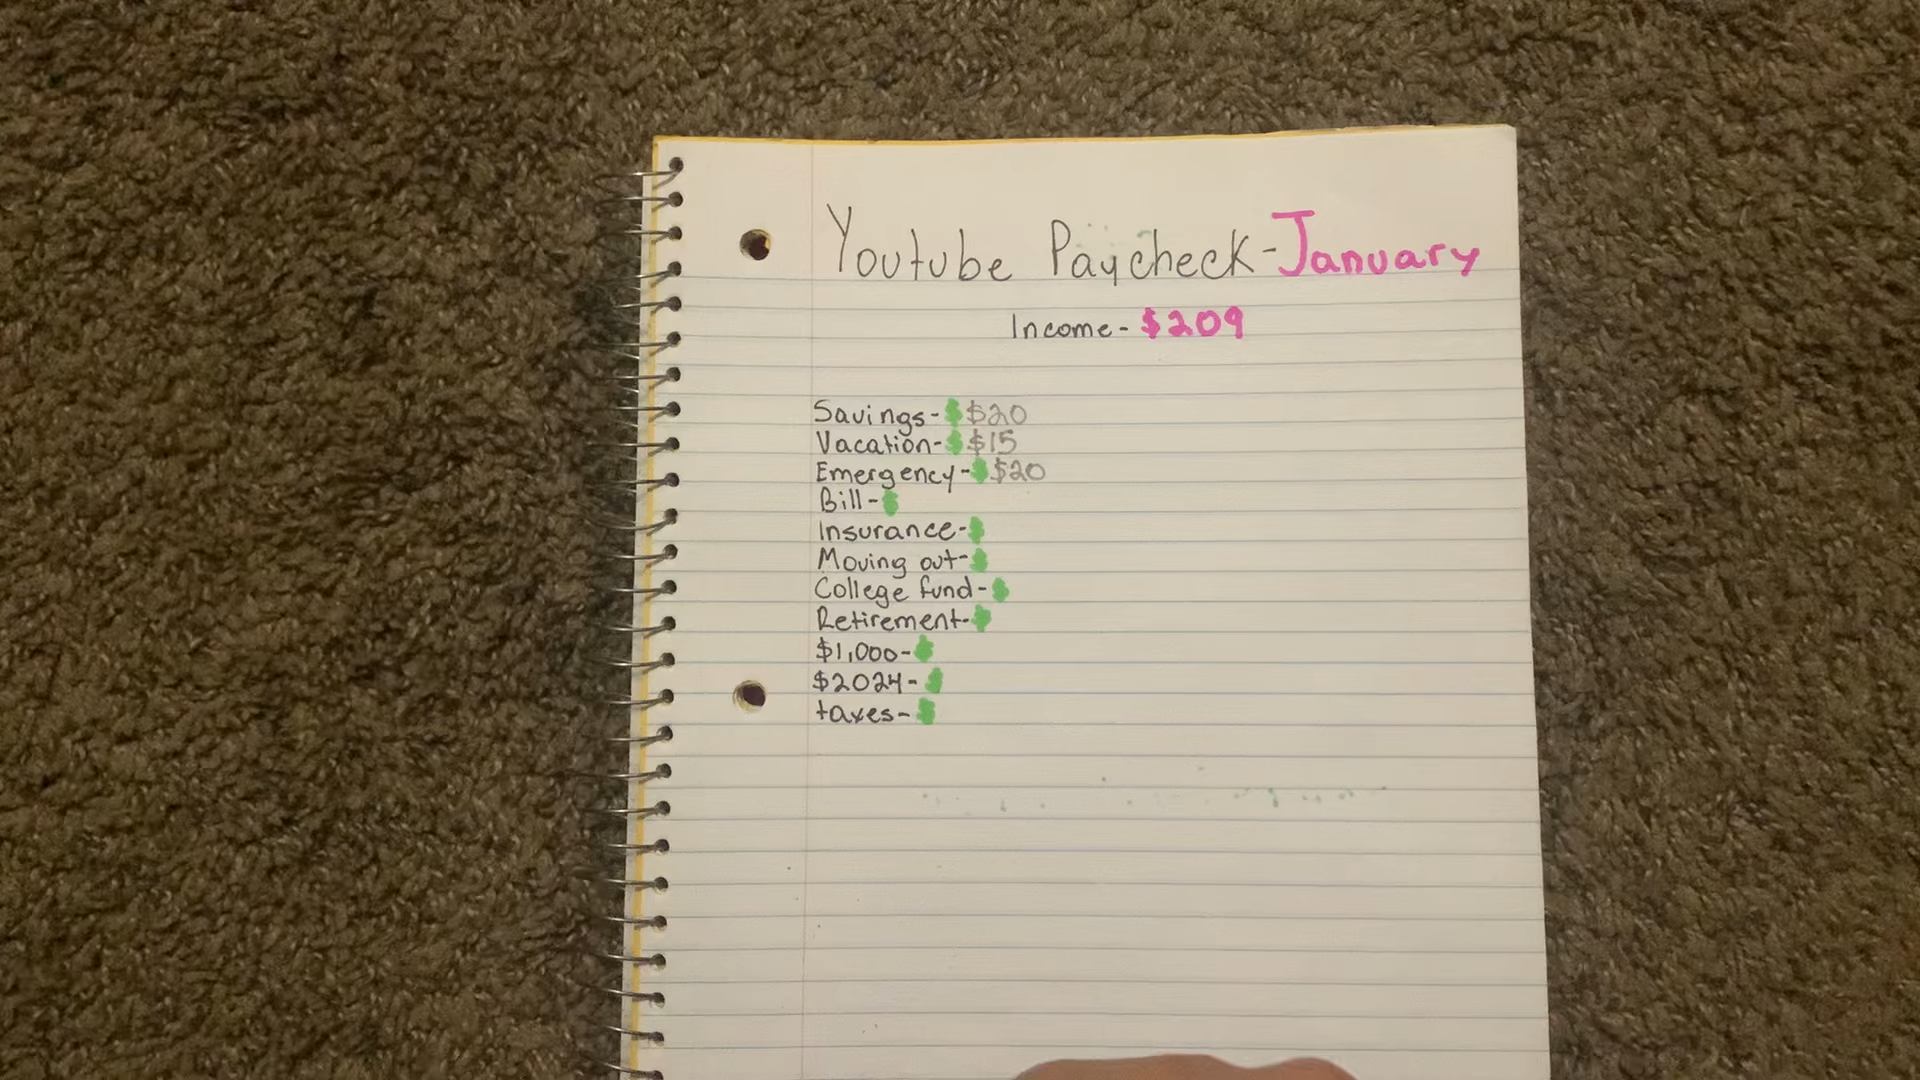 Youtube Paycheck-January
Income- $209
Savings- $ $20
Vacation- $ $15
Emergency- $ $20
Bill- $
Insurance- $
Moving out- $
College fund- $
Retirement- $
$1,000- $
$2024- $
taxes- $